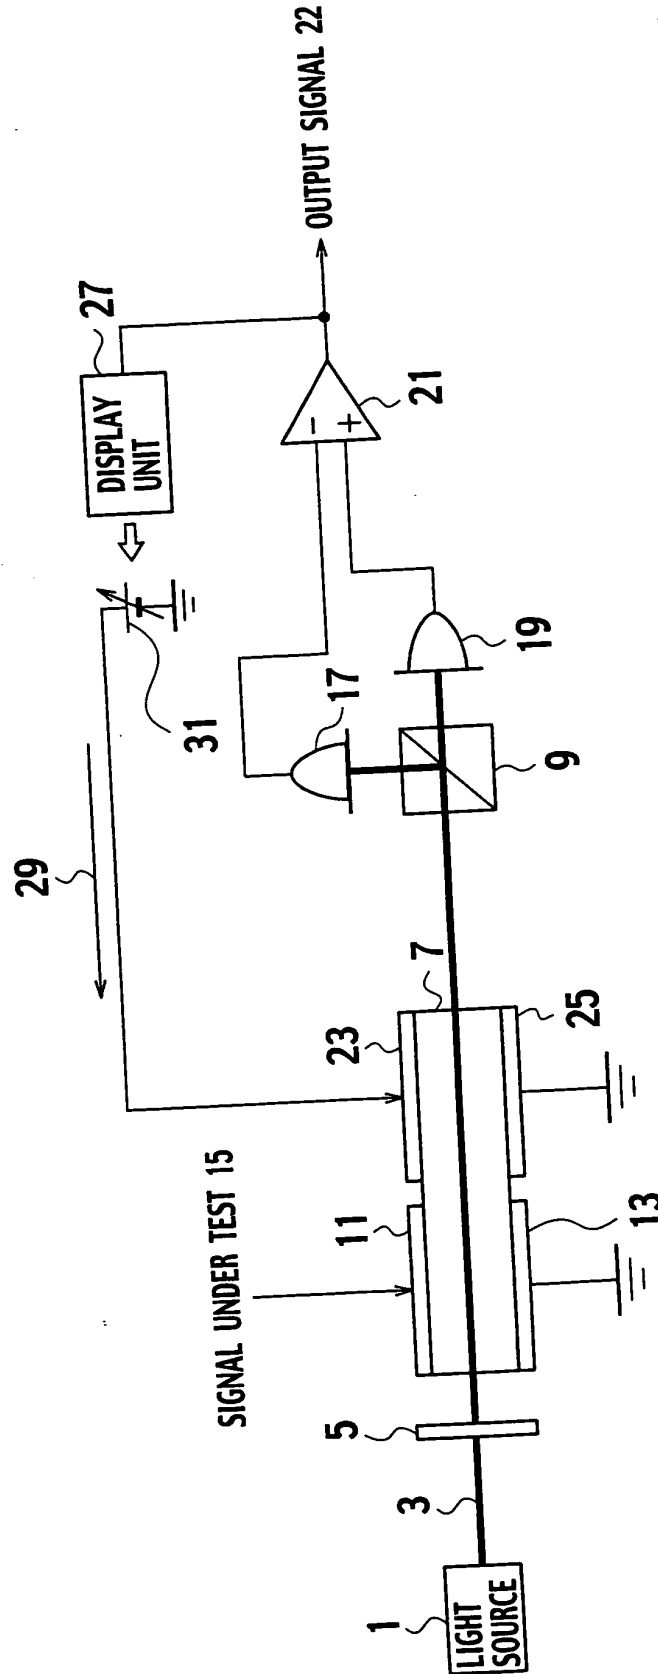 OUTPUT SIGNAL 22
27
DISPLAY
UNIT
21
-
+
31
17
19
29
9
7
23
25
SIGNAL UNDER TEST 15
11
13
5
3
1
LIGHT
SOURCE